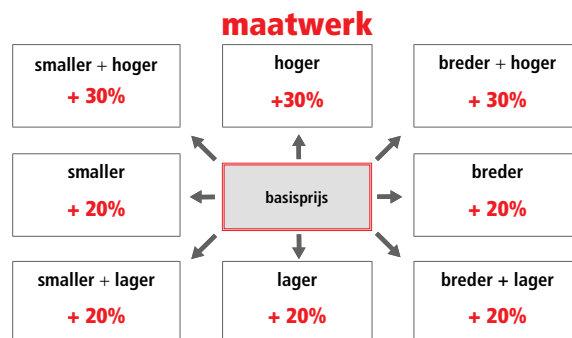 maatwerk
smaller + hoger
+ 30%
hoger
+30%
breder + hoger
+ 30%
smaller
+ 20%
basisprijs
breder
+ 20%
smaller + lager
+ 20%
lager
+ 20%
breder + lager
+ 20%